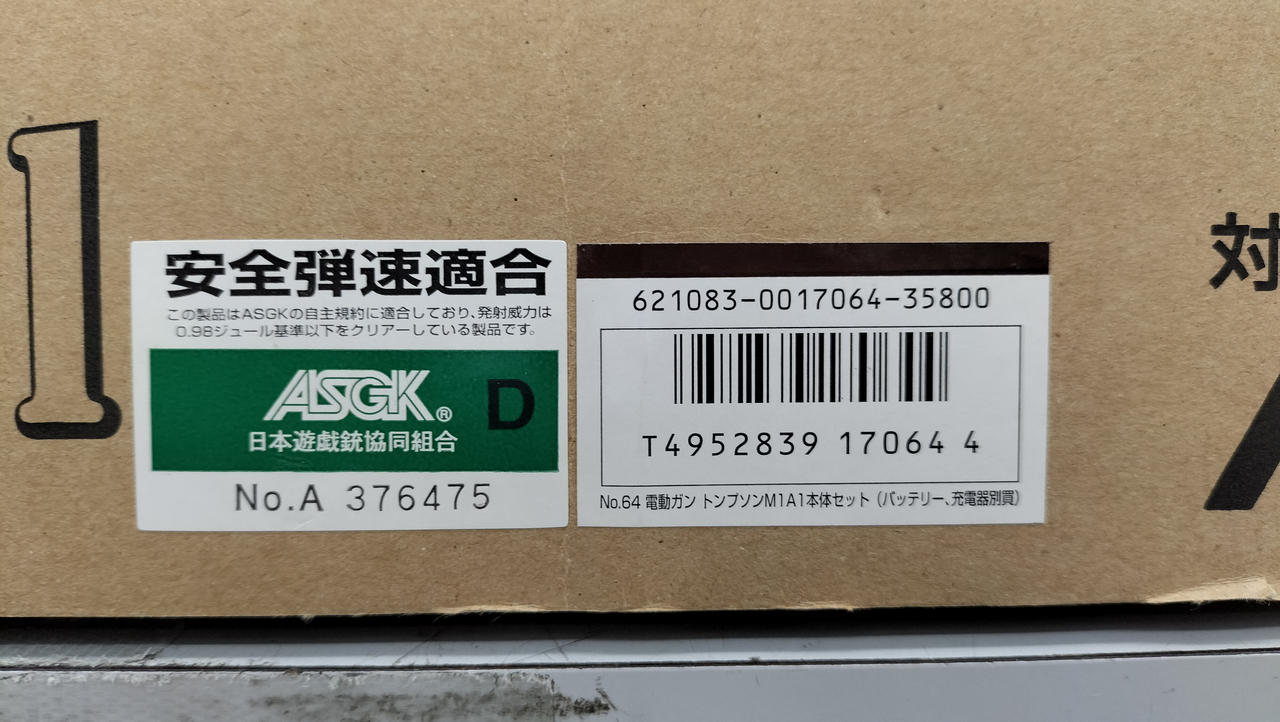 1
安全弾速適合
この製品はASGKの自主規約に適合しており、発射威力は
0.98ジュール基準以下をクリアーしている製品です。
ASGK® D
日本遊戯銃協同組合
No.A 376475
621083-0017064-35800
T4952839 17064 4
No.64 電動ガン トンプソンM1A1本体セット（バッテリー、充電器別買）
対